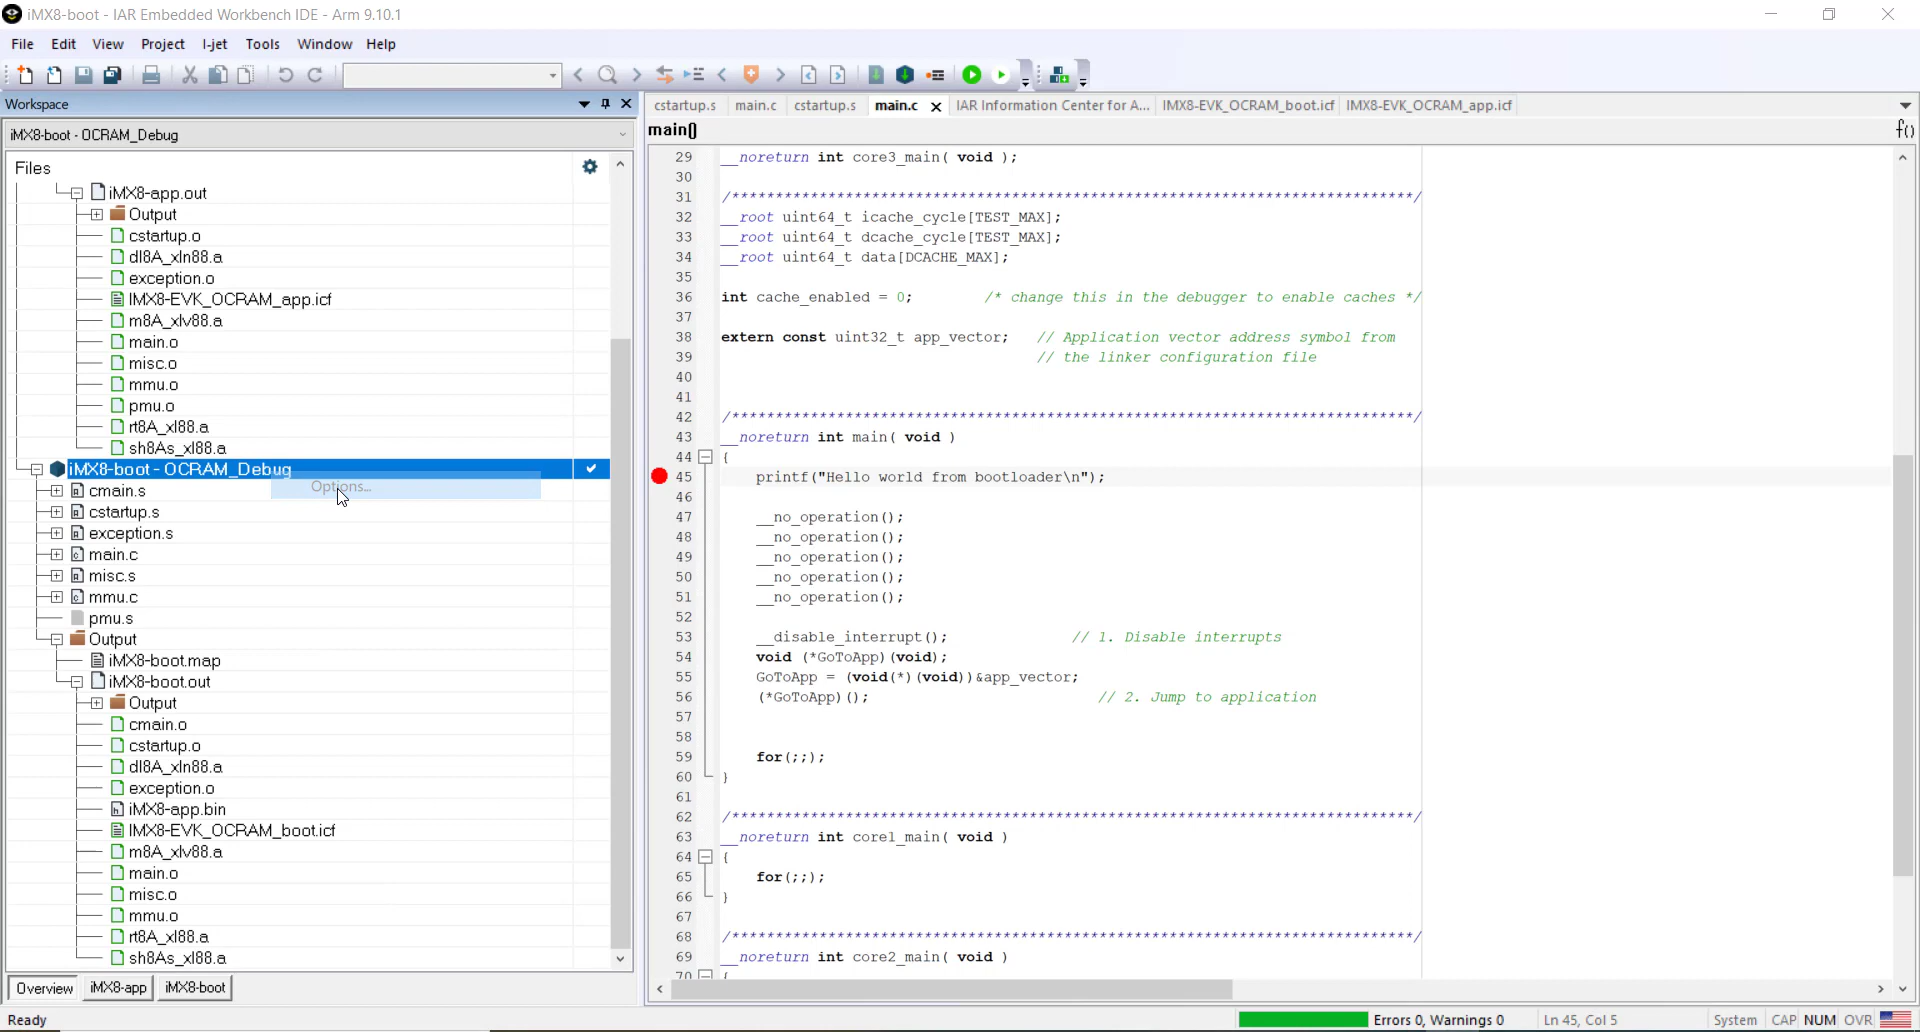 iMX8-boot - IAR Embedded Workbench IDE - Arm 9.10.1
File Edit View Project I-jet Tools Window Help
Workspace
iMX8-boot - OCRAM_Debug
Files
iMX8-app.out
Output
cstartup.o
dl8A_xln88.a
exception.o
IMX8-EVK_OCRAM_app.icf
m8A_xlv88.a
main.o
misc.o
mmu.o
pmu.o
rt8A_xl88.a
sh8As_xl88.a
iMX8-boot - OCRAM_Debug
Options...
cmain.s
cstartup.s
exception.s
main.c
misc.s
mmu.c
pmu.s
Output
iMX8-boot.map
iMX8-boot.out
Output
cmain.o
cstartup.o
dl8A_xln88.a
exception.o
iMX8-app.bin
IMX8-EVK_OCRAM_boot.icf
m8A_xlv88.a
main.o
misc.o
mmu.o
rt8A_xl88.a
sh8As_xl88.a
Overview iMX8-app iMX8-boot
cstartup.s main.c cstartup.s main.c IAR Information Center for A... IMX8-EVK_OCRAM_boot.icf IMX8-EVK_OCRAM_app.icf
main() f()
29 __noreturn int core3_main( void );
30
31 /******************************************************************************/
32 __root uint64_t icache_cycle[TEST_MAX];
33 __root uint64_t dcache_cycle[TEST_MAX];
34 __root uint64_t data[DCACHE_MAX];
35
36 int cache_enabled = 0; /* change this in the debugger to enable caches */
37
38 extern const uint32_t app_vector; // Application vector address symbol from
39 // the linker configuration file
40
41
42 /******************************************************************************/
43 __noreturn int main( void )
44 {
45 printf("Hello world from bootloader\n");
46
47 __no_operation();
48 __no_operation();
49 __no_operation();
50 __no_operation();
51 __no_operation();
52
53 __disable_interrupt(); // 1. Disable interrupts
54 void (*GoToApp)(void);
55 GoToApp = (void(*)(void))&app_vector;
56 (*GoToApp)(); // 2. Jump to application
57
58
59 for(;;);
60 }
61
62 /******************************************************************************/
63 __noreturn int core1_main( void )
64 {
65 for(;;);
66 }
67
68 /******************************************************************************/
69 __noreturn int core2_main( void )
70 {
Ready Errors 0, Warnings 0 Ln 45, Col 5 System CAP NUM OVR